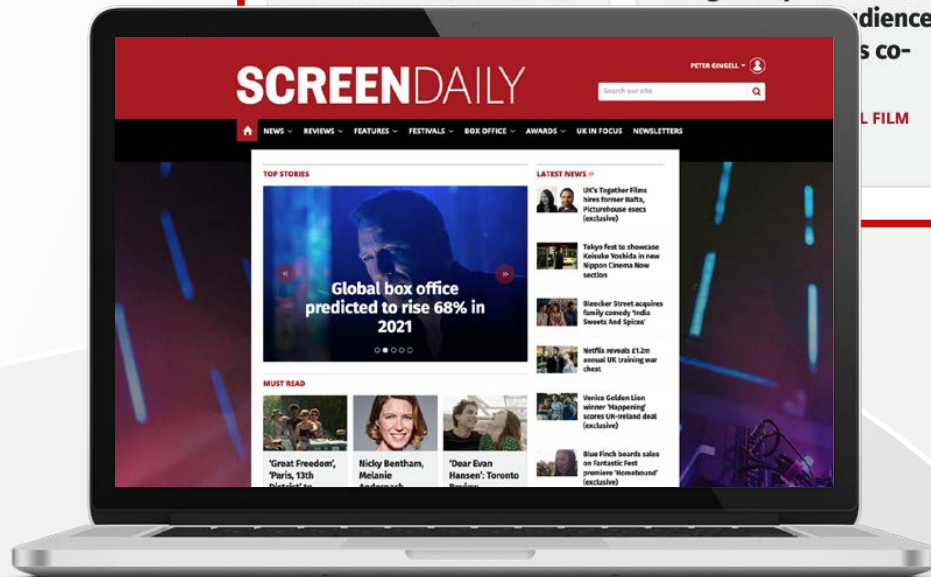 dience
s co-
L FILM
SCREENDAILY
PETER GINGELL
Search our site
NEWS
REVIEWS
FEATURES
FESTIVALS
BOX OFFICE
AWARDS
UK IN FOCUS
NEWSLETTERS
TOP STORIES
Global box office
predicted to rise 68% in
2021
MUST READ
'Great Freedom',
'Paris, 13th
District' to
Nicky Bentham,
Melanie
'Dear Evan
Hansen': Toronto
Review
LATEST NEWS
UK's Together Films
hires former Bafta,
Picturehouse execs
(exclusive)
Tokyo fest to showcase
Keisuke Yoshida in new
Nippon Cinema Now
section
Bleecker Street acquires
family comedy 'India
Sweets And Spices'
Netflix reveals £1.2m
annual UK training war
chest
Venice Golden Lion
winner 'Happening'
scores UK-Ireland deal
(exclusive)
Blue Finch boards sales
on Fantastic Fest
premiere 'Homebound'
(exclusive)